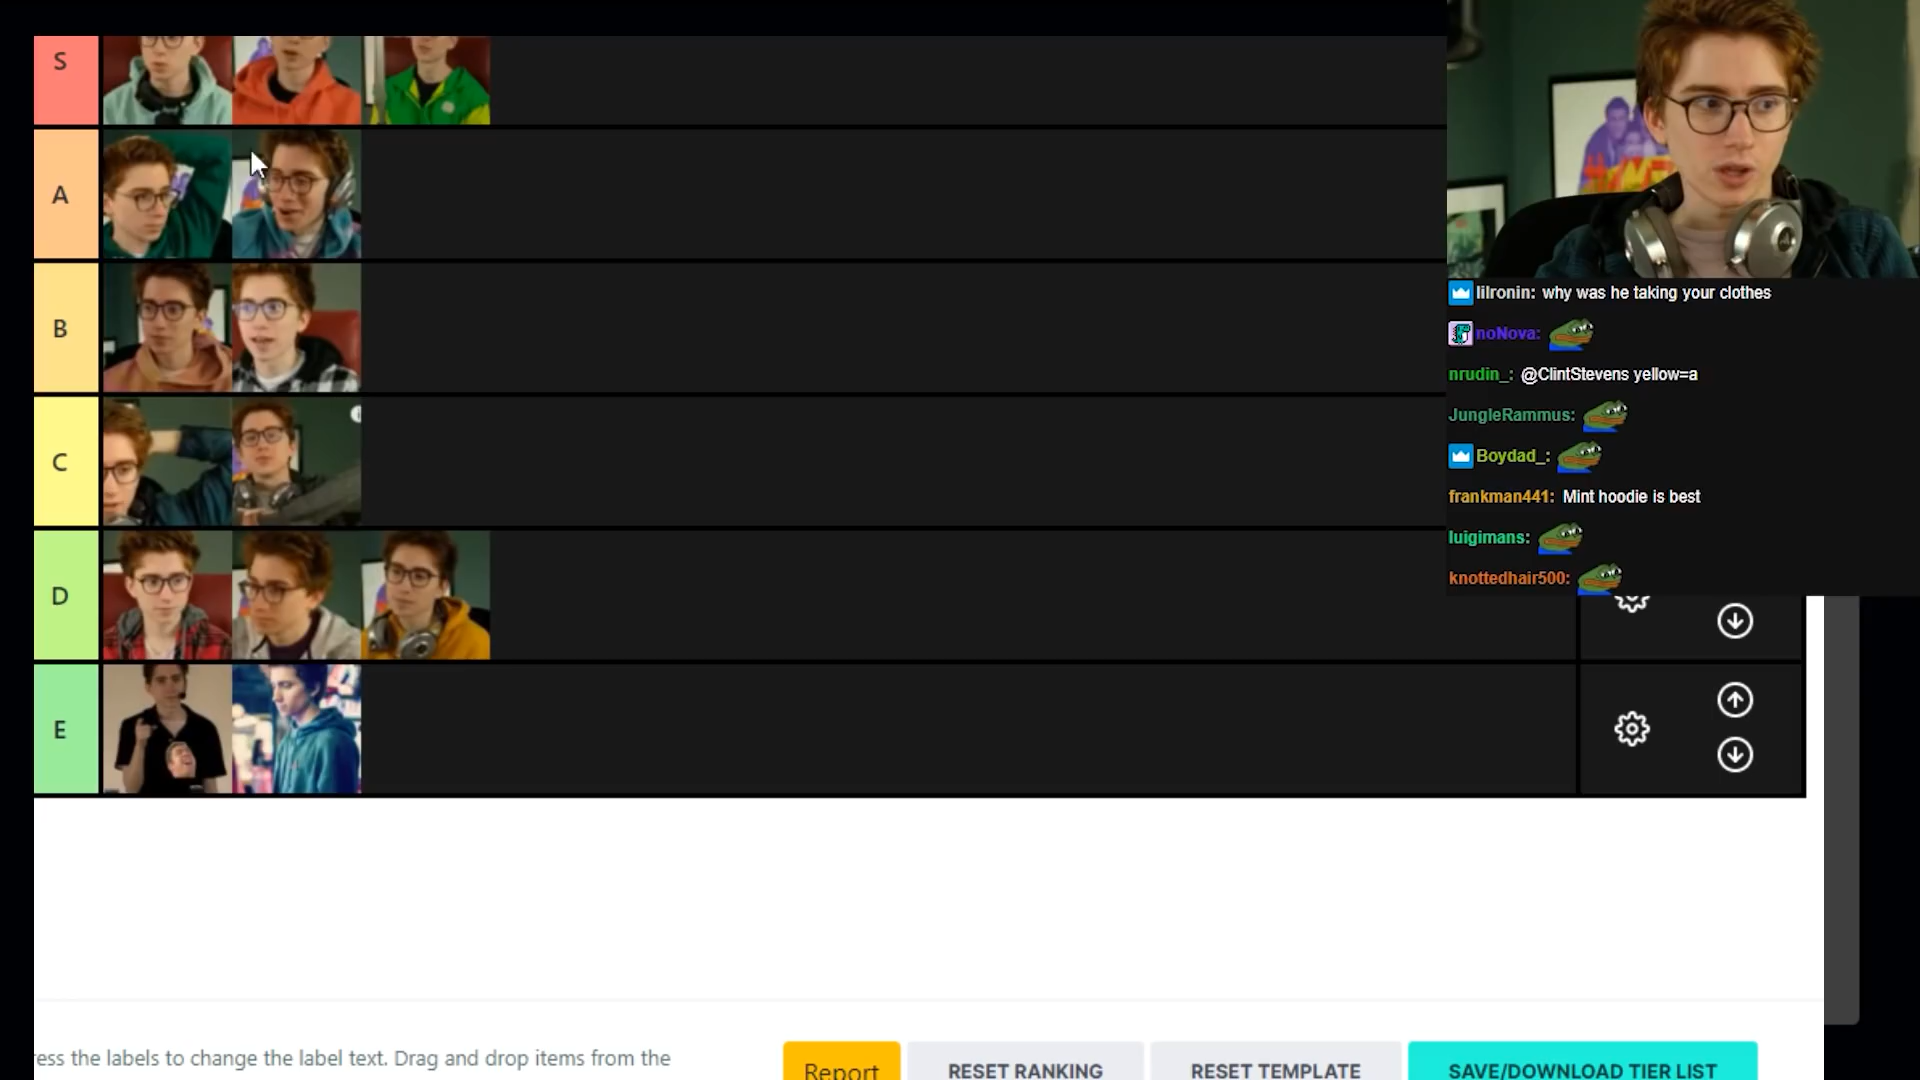 S
A
B
C
D
E
lilronin: why was he taking your clothes
noNova:
nrudin_: @ClintStevens yellow=a
JungleRammus:
Boydad_:
frankman441: Mint hoodie is best
luigimans:
knottedhair500:
ress the labels to change the label text. Drag and drop items from the
Report
RESET RANKING
RESET TEMPLATE
SAVE/DOWNLOAD TIER LIST